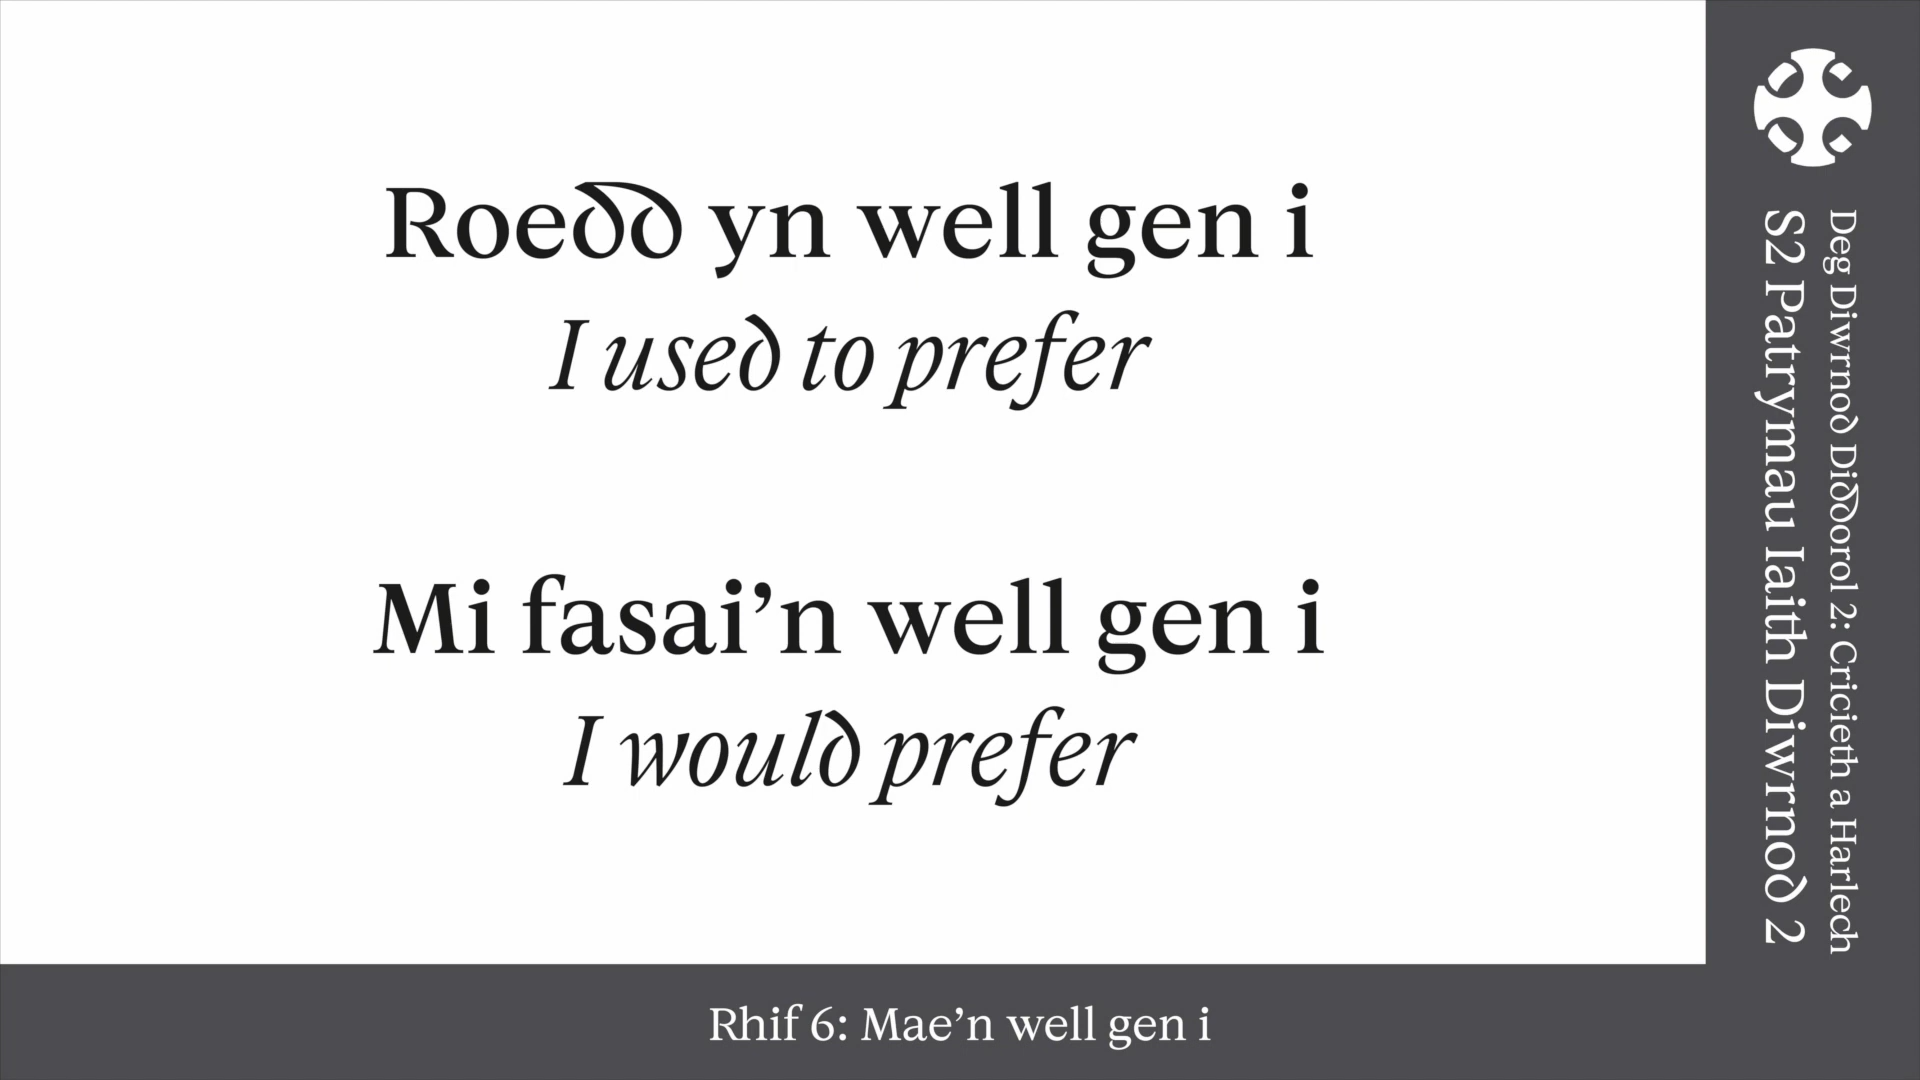 Roedd yn well gen i
I used to prefer
Mi fasai’n well gen i
I would prefer
Deg Diwrnod Diddorol 2: Cricieth a Harlech
S2 Patrymau Iaith Diwrnod 2
Rhif 6: Mae’n well gen i